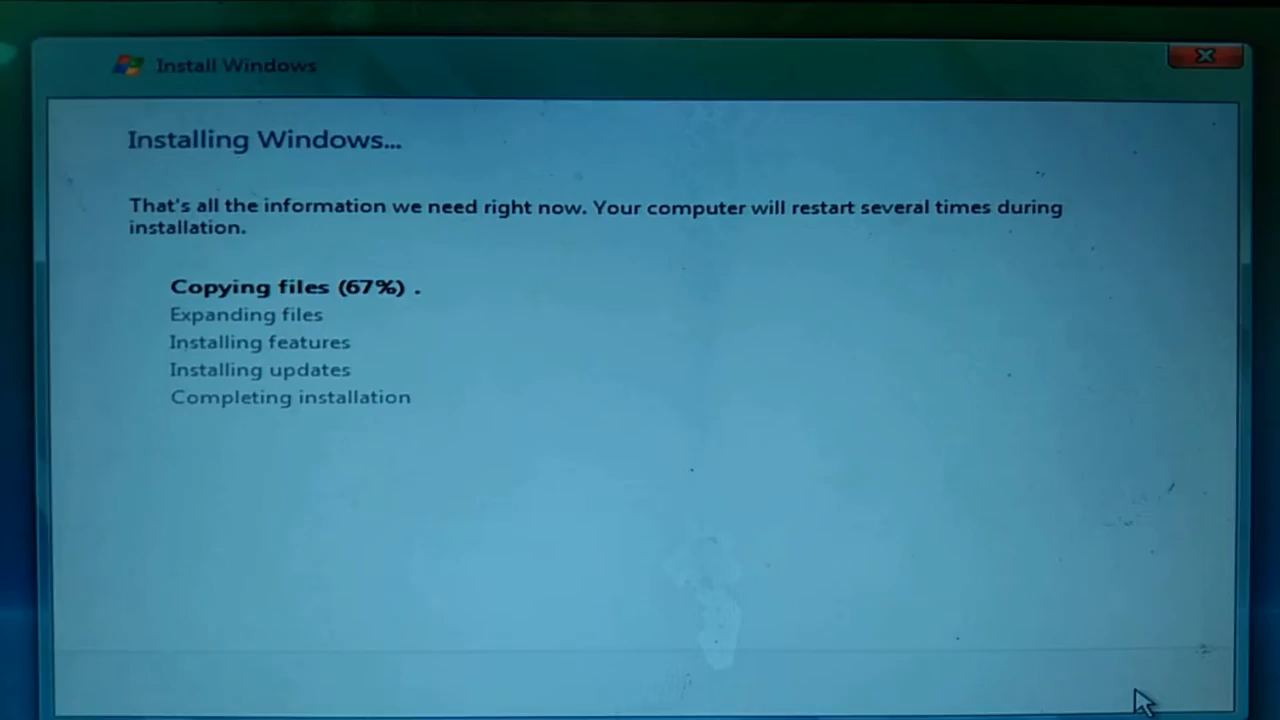 Install Windows
Installing Windows...
That's all the information we need right now. Your computer will restart several times during
installation.
Copying files (67%) .
Expanding files
Installing features
Installing updates
Completing installation